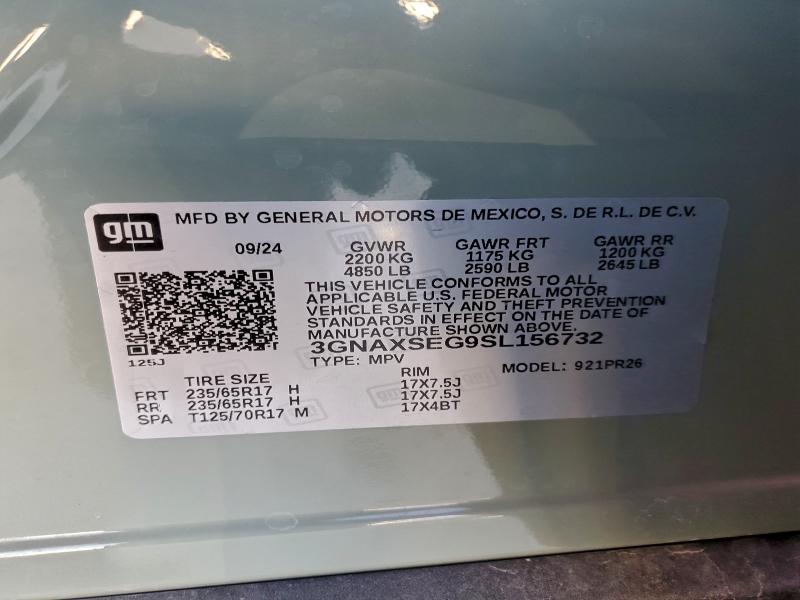 gm MFD BY GENERAL MOTORS DE MEXICO, S. DE R.L. DE C.V.
09/24 GVWR GAWR FRT GAWR RR
2200 KG 1175 KG 1200 KG
4850 LB 2590 LB 2645 LB
THIS VEHICLE CONFORMS TO ALL
APPLICABLE U.S. FEDERAL MOTOR
VEHICLE SAFETY AND THEFT PREVENTION
STANDARDS IN EFFECT ON THE DATE OF
MANUFACTURE SHOWN ABOVE.
3GNAXSEG9SL156732
125J TYPE: MPV MODEL: 921PR26
TIRE SIZE RIM
FRT 235/65R17 H 17X7.5J
RR 235/65R17 H 17X7.5J
SPA T125/70R17 M 17X4BT